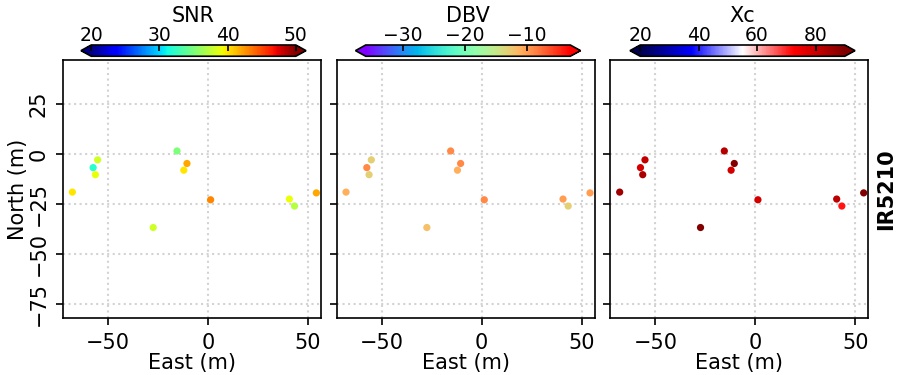 SNR DBV Xc
20 30 40 50 −30 −20 −10 20 40 60 80
North (m)
25
0
−25
−50
−75
IR5210
−50 0 50 −50 0 50 −50 0 50
East (m) East (m) East (m)